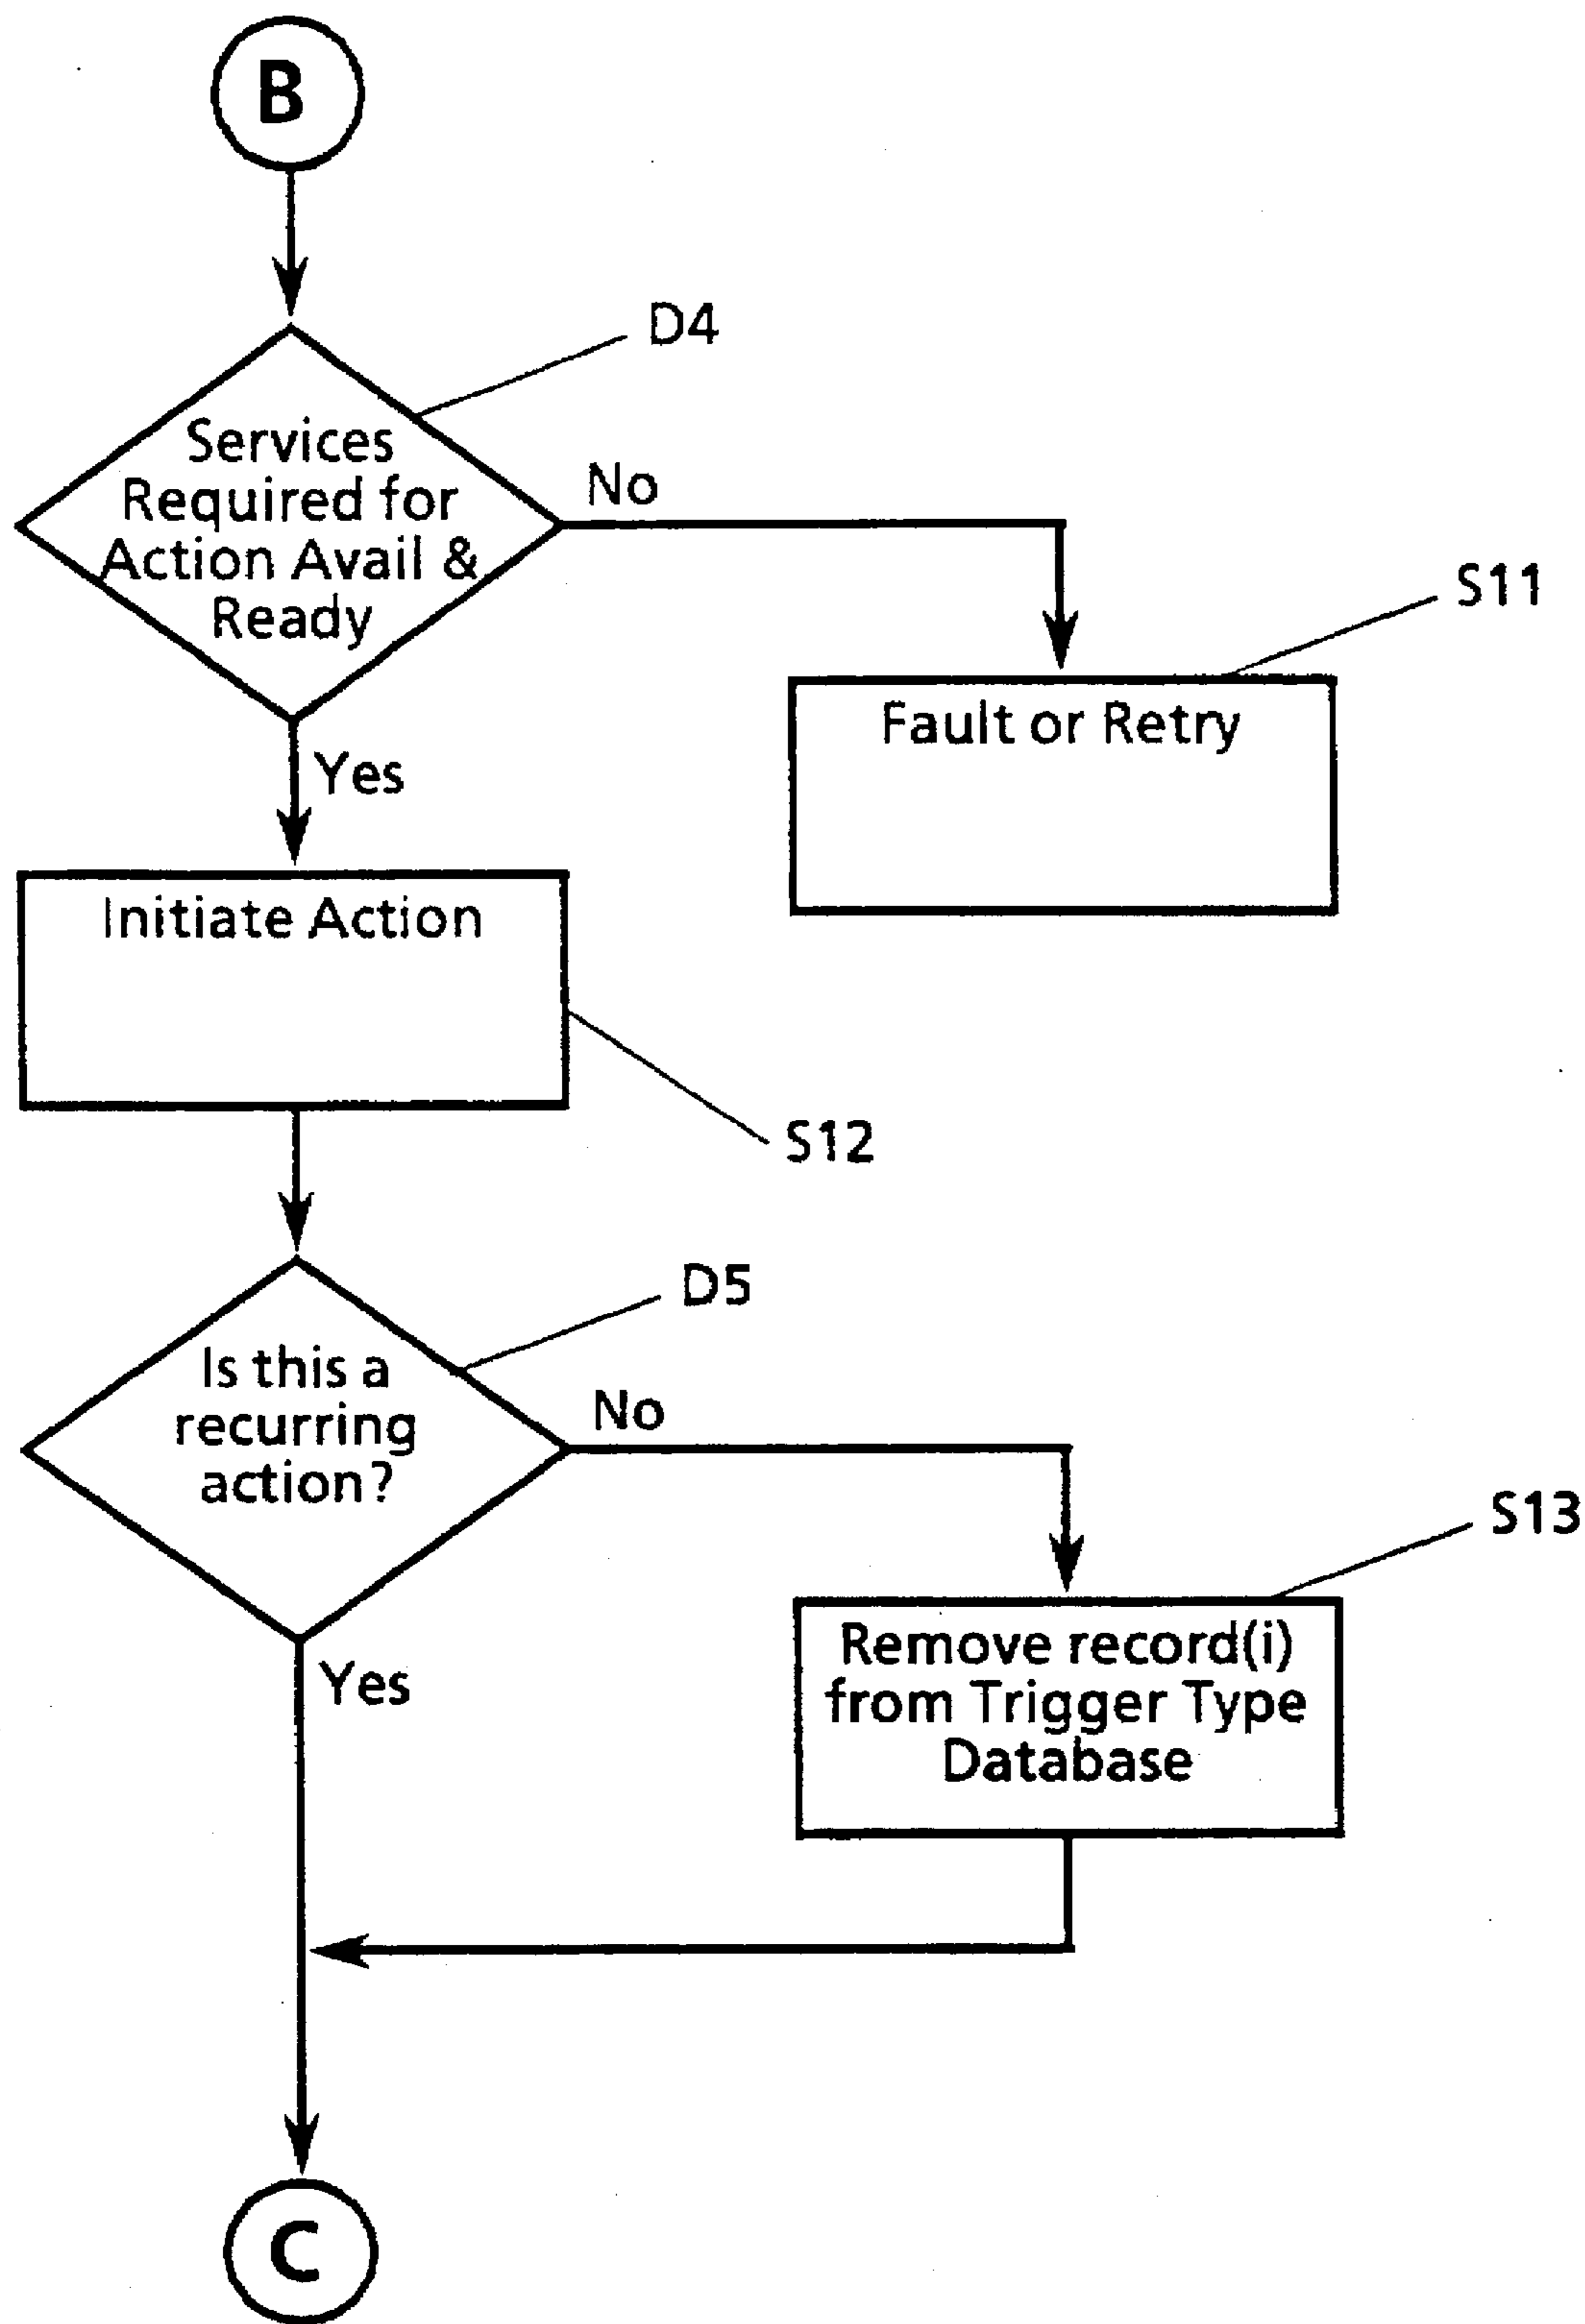 B
D4
Services
Required for
Action Avail &
Ready
No
S11
Fault or Retry
Yes
Initiate Action
S12
D5
Is this a
recurring
action?
No
S13
Remove record(i)
from Trigger Type
Database
Yes
C